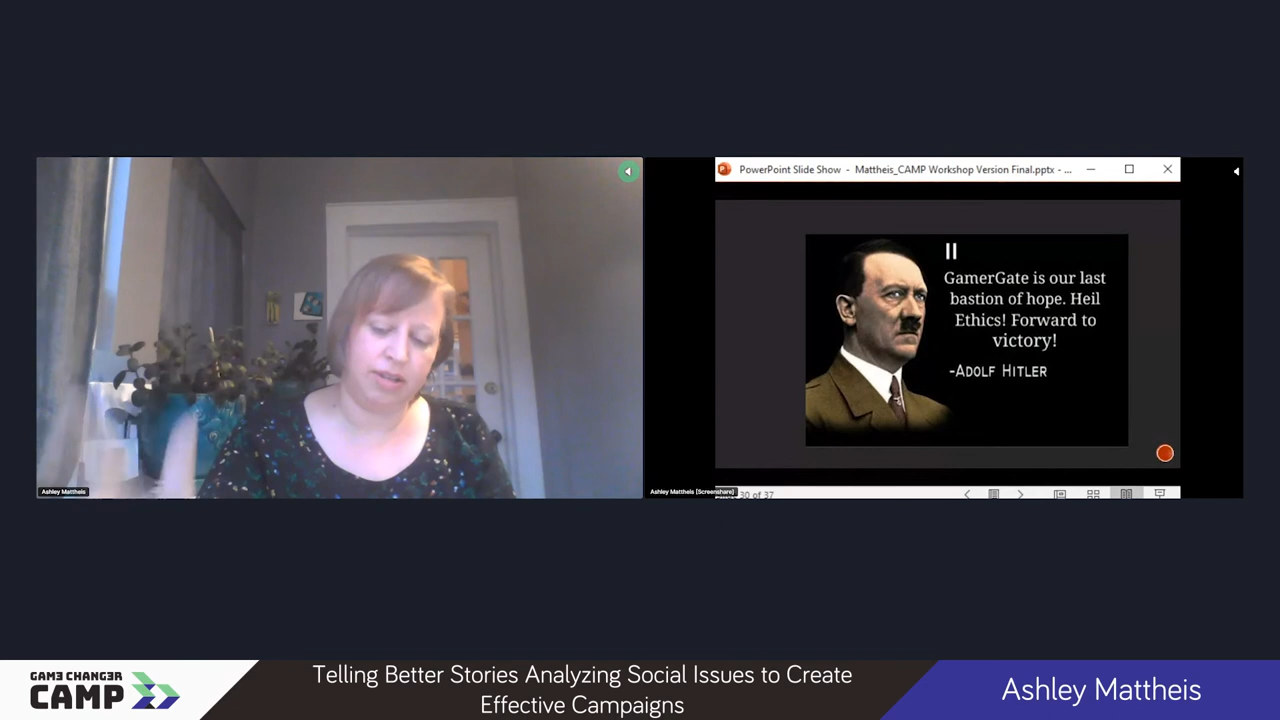 PowerPoint Slide Show - Mattheis_CAMP Workshop Version Final.pptx - ...
GamerGate is our last
bastion of hope. Heil
Ethics! Forward to
victory!
-ADOLF HITLER
Ashley Mattheis
Ashley Mattheis (Screenshare)
30 of 37
GAME CHANGER
CAMP
Telling Better Stories Analyzing Social Issues to Create
Effective Campaigns
Ashley Mattheis